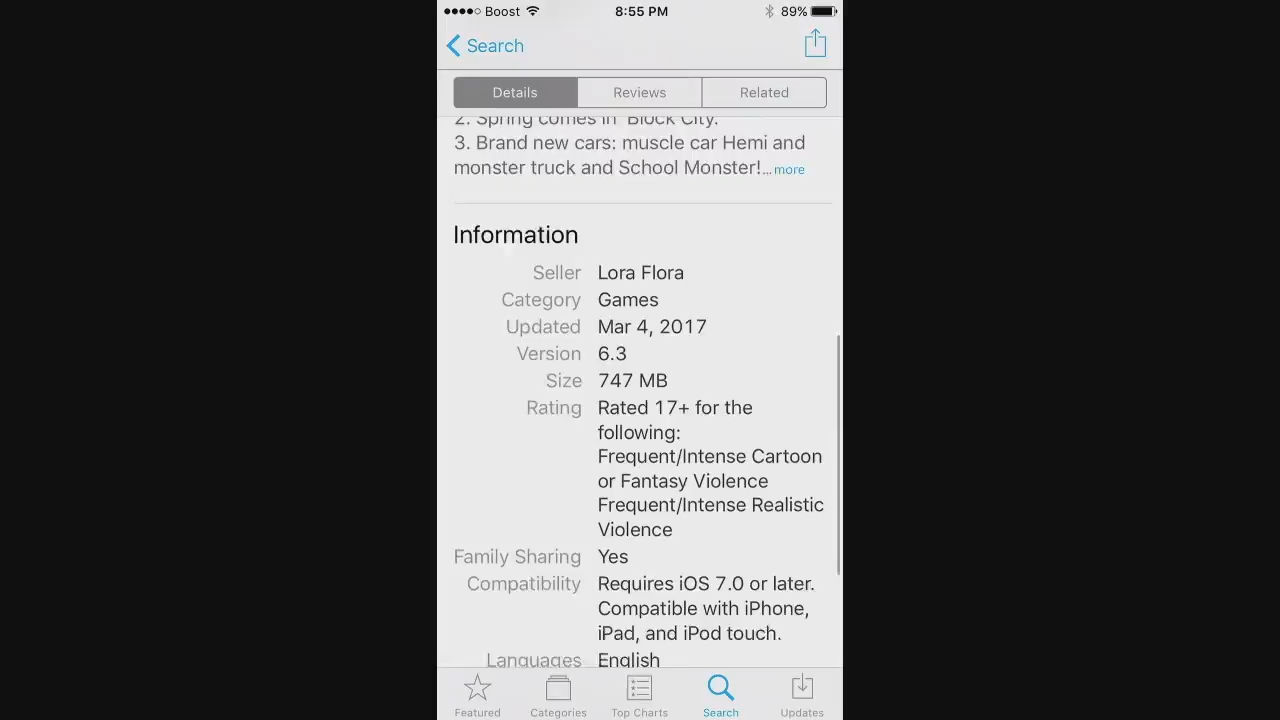 Boost 8:55 PM 89%
Search
Details Reviews Related
2. Spring comes in Block City.
3. Brand new cars: muscle car Hemi and
monster truck and School Monster!...more
Information
Seller Lora Flora
Category Games
Updated Mar 4, 2017
Version 6.3
Size 747 MB
Rating Rated 17+ for the
following:
Frequent/Intense Cartoon
or Fantasy Violence
Frequent/Intense Realistic
Violence
Family Sharing Yes
Compatibility Requires iOS 7.0 or later.
Compatible with iPhone,
iPad, and iPod touch.
Languages English
Featured Categories Top Charts Search Updates